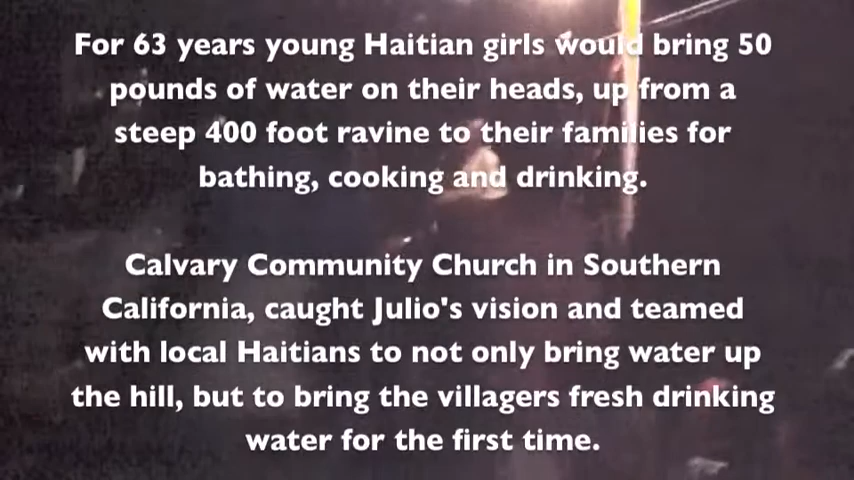 For 63 years young Haitian girls would bring 50
pounds of water on their heads, up from a
steep 400 foot ravine to their families for
bathing, cooking and drinking.
Calvary Community Church in Southern
California, caught Julio's vision and teamed
with local Haitians to not only bring water up
the hill, but to bring the villagers fresh drinking
water for the first time.